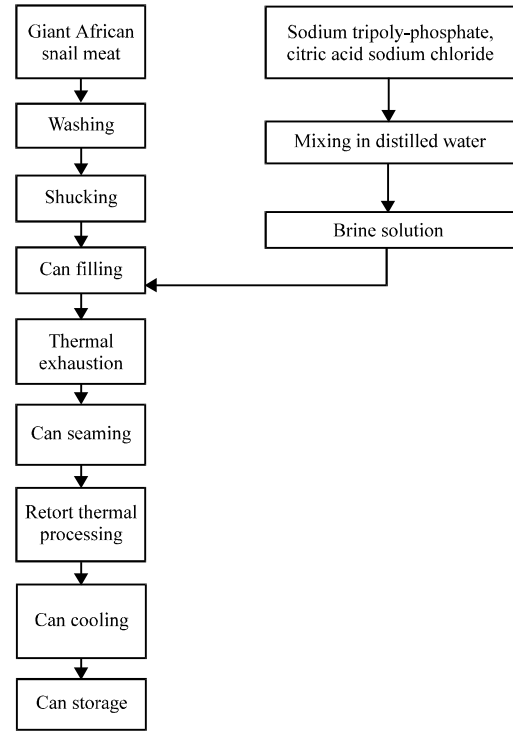 Giant African
snail meat
Washing
Shucking
Can filling
Thermal
exhaustion
Can seaming
Retort thermal
processing
Can cooling
Can storage
Sodium tripoly-phosphate,
citric acid sodium chloride
Mixing in distilled water
Brine solution